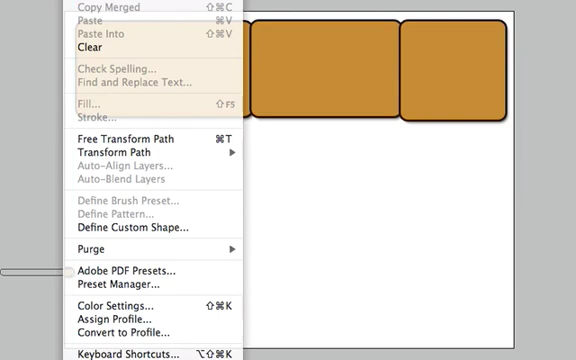 Copy Merged ⇧⌘C
Paste ⌘V
Paste Into ⇧⌘V
Clear
Check Spelling...
Find and Replace Text...
Fill... ⇧F5
Stroke...
Free Transform Path ⌘T
Transform Path
Auto-Align Layers...
Auto-Blend Layers
Define Brush Preset...
Define Pattern...
Define Custom Shape...
Purge
Adobe PDF Presets...
Preset Manager...
Color Settings... ⇧⌘K
Assign Profile...
Convert to Profile...
Keyboard Shortcuts... ⌥⇧⌘K